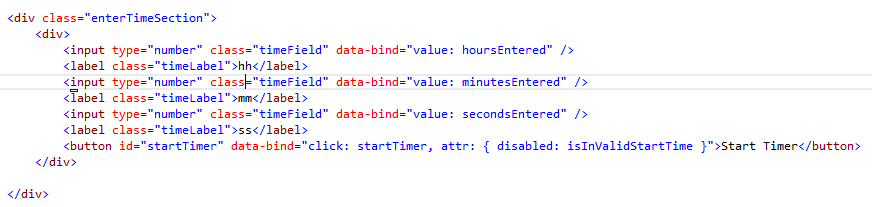 <div class="enterTimeSection">
<div>
<input type="number" class="timeField" data-bind="value: hoursEntered" />
<label class="timeLabel">hh</label>
<input type="number" class="timeField" data-bind="value: minutesEntered" />
<label class="timeLabel">mm</label>
<input type="number" class="timeField" data-bind="value: secondsEntered" />
<label class="timeLabel">ss</label>
<button id="startTimer" data-bind="click: startTimer, attr: { disabled: isInValidStartTime }">Start Timer</button>
</div>
</div>